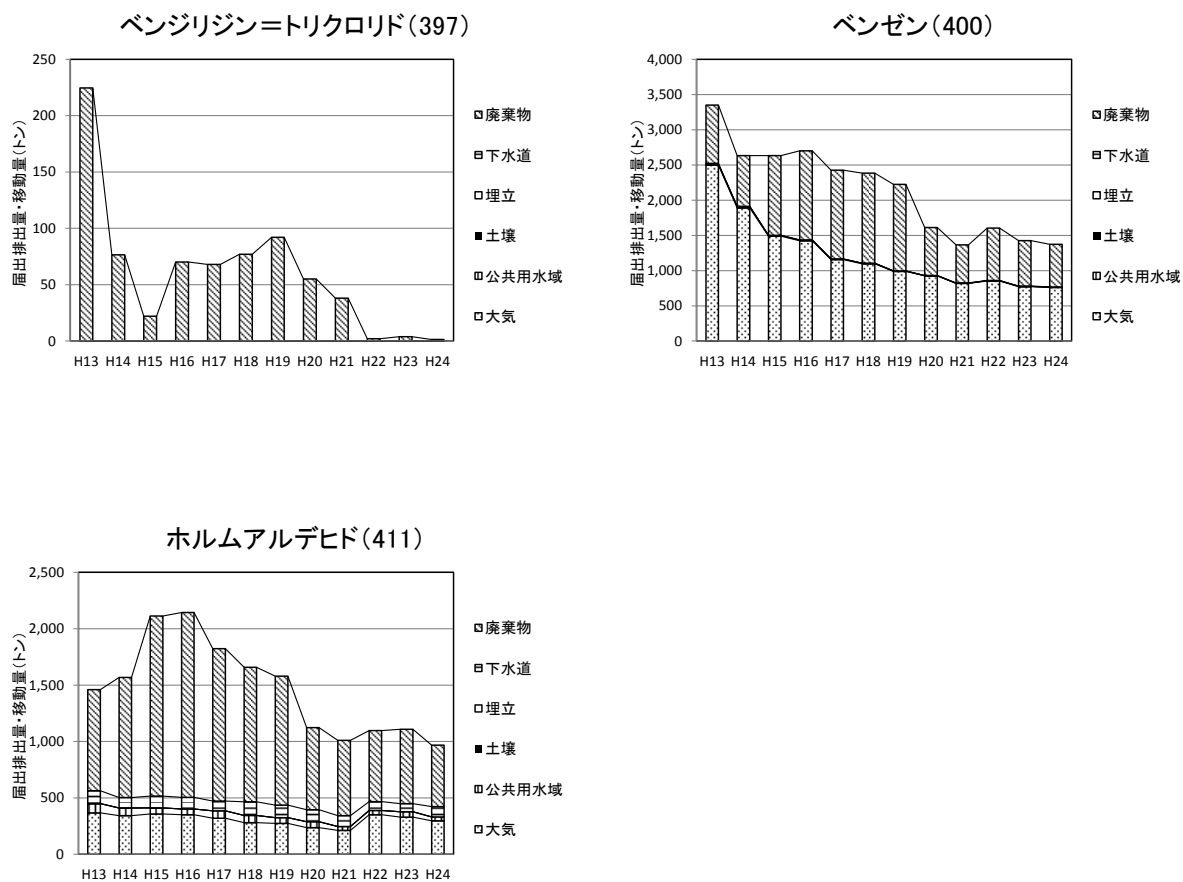 ベンジリジン＝トリクロリド（397）
届出排出量・移動量（トン）
250
200
150
100
50
0
H13 H14 H15 H16 H17 H18 H19 H20 H21 H22 H23 H24
廃棄物
下水道
埋立
土壌
公共用水域
大気
ベンゼン（400）
届出排出量・移動量（トン）
4,000
3,500
3,000
2,500
2,000
1,500
1,000
500
0
H13 H14 H15 H16 H17 H18 H19 H20 H21 H22 H23 H24
廃棄物
下水道
埋立
土壌
公共用水域
大気
ホルムアルデヒド（411）
届出排出量・移動量（トン）
2,500
2,000
1,500
1,000
500
0
H13 H14 H15 H16 H17 H18 H19 H20 H21 H22 H23 H24
廃棄物
下水道
埋立
土壌
公共用水域
大気